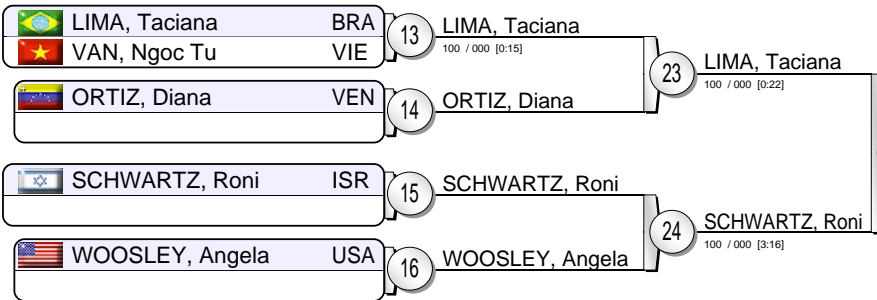 LIMA, Taciana BRA
VAN, Ngoc Tu VIE
13
LIMA, Taciana
100 / 000 [0:15]
ORTIZ, Diana VEN
14
ORTIZ, Diana
23
LIMA, Taciana
100 / 000 [0:22]
SCHWARTZ, Roni ISR
15
SCHWARTZ, Roni
WOOSLEY, Angela USA
16
WOOSLEY, Angela
24
SCHWARTZ, Roni
100 / 000 [3:16]